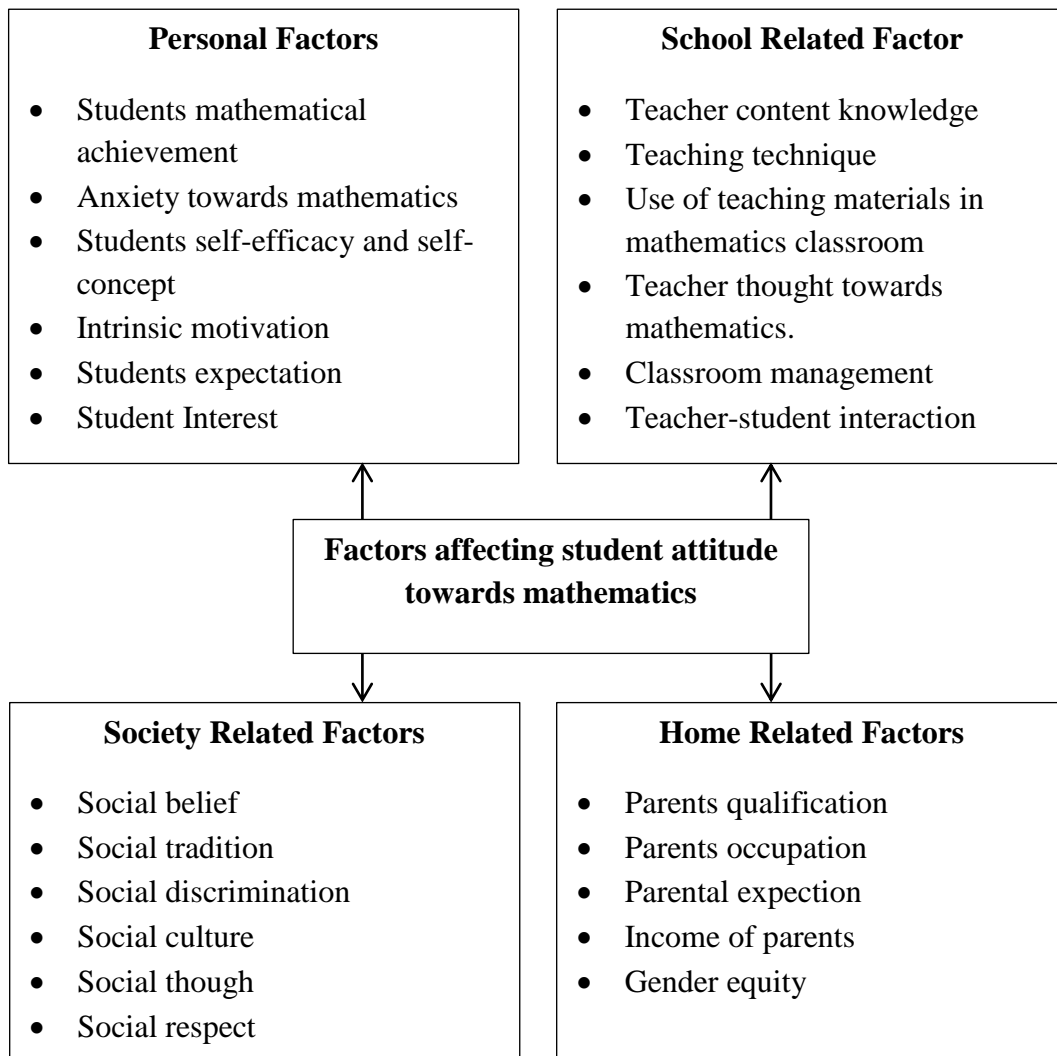 Personal Factors
• Students mathematical
achievement
• Anxiety towards mathematics
• Students self-efficacy and self-
concept
• Intrinsic motivation
• Students expectation
• Student Interest
School Related Factor
• Teacher content knowledge
• Teaching technique
• Use of teaching materials in
mathematics classroom
• Teacher thought towards
mathematics.
• Classroom management
• Teacher-student interaction
Factors affecting student attitude
towards mathematics
Society Related Factors
• Social belief
• Social tradition
• Social discrimination
• Social culture
• Social though
• Social respect
Home Related Factors
• Parents qualification
• Parents occupation
• Parental expection
• Income of parents
• Gender equity